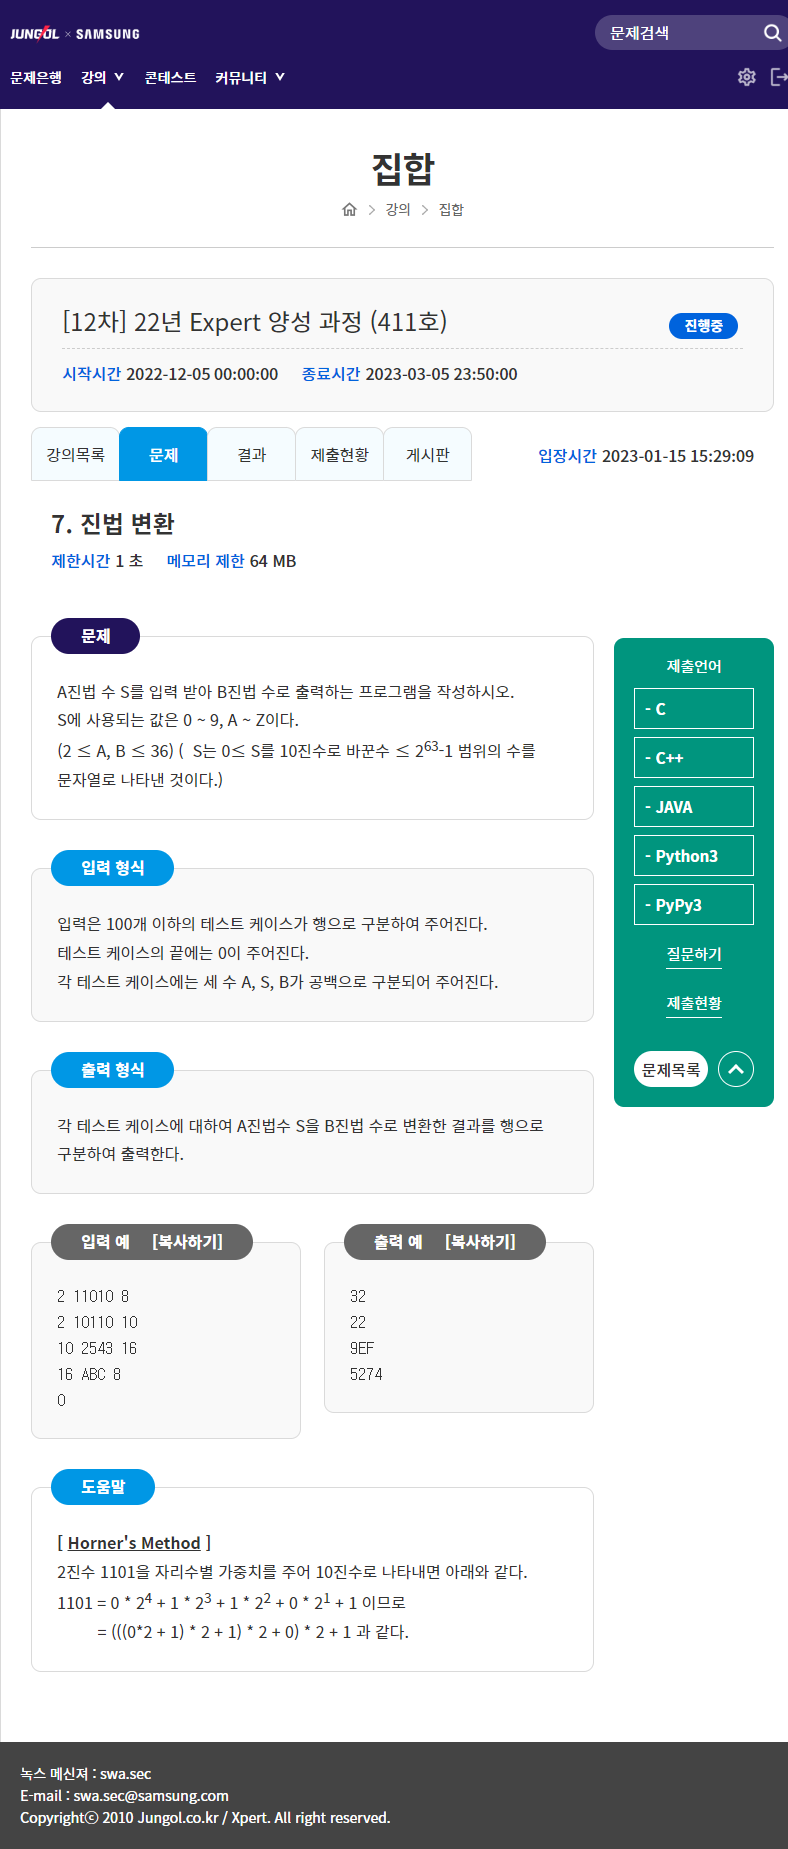 JUNGOL × SAMSUNG
문제검색
문제은행 강의 콘테스트 커뮤니티
집합
강의 집합
[12차] 22년 Expert 양성 과정 (411호)
진행중
시작시간 2022-12-05 00:00:00 종료시간 2023-03-05 23:50:00
강의목록 문제 결과 제출현황 게시판 입장시간 2023-01-15 15:29:09
7. 진법 변환
제한시간 1 초 메모리 제한 64 MB
문제
A진법 수 S를 입력 받아 B진법 수로 출력하는 프로그램을 작성하시오.
S에 사용되는 값은 0 ~ 9, A ~ Z이다.
(2 ≤ A, B ≤ 36) ( S는 0≤ S를 10진수로 바꾼수 ≤ 2^63-1 범위의 수를
문자열로 나타낸 것이다.)
제출언어
- C
- C++
- JAVA
- Python3
- PyPy3
질문하기
제출현황
문제목록
입력 형식
입력은 100개 이하의 테스트 케이스가 행으로 구분하여 주어진다.
테스트 케이스의 끝에는 0이 주어진다.
각 테스트 케이스에는 세 수 A, S, B가 공백으로 구분되어 주어진다.
출력 형식
각 테스트 케이스에 대하여 A진법수 S을 B진법 수로 변환한 결과를 행으로
구분하여 출력한다.
입력 예 [복사하기]
2 11010 8
2 10110 10
10 2543 16
16 ABC 8
0
출력 예 [복사하기]
32
22
9EF
5274
도움말
[ Horner's Method ]
2진수 1101을 자리수별 가중치를 주어 10진수로 나타내면 아래와 같다.
1101 = 0 * 2^4 + 1 * 2^3 + 1 * 2^2 + 0 * 2^1 + 1 이므로
= (((0*2 + 1) * 2 + 1) * 2 + 0) * 2 + 1 과 같다.
녹스 메신져 : swa.sec
E-mail : swa.sec@samsung.com
Copyrightⓒ 2010 Jungol.co.kr / Xpert. All right reserved.